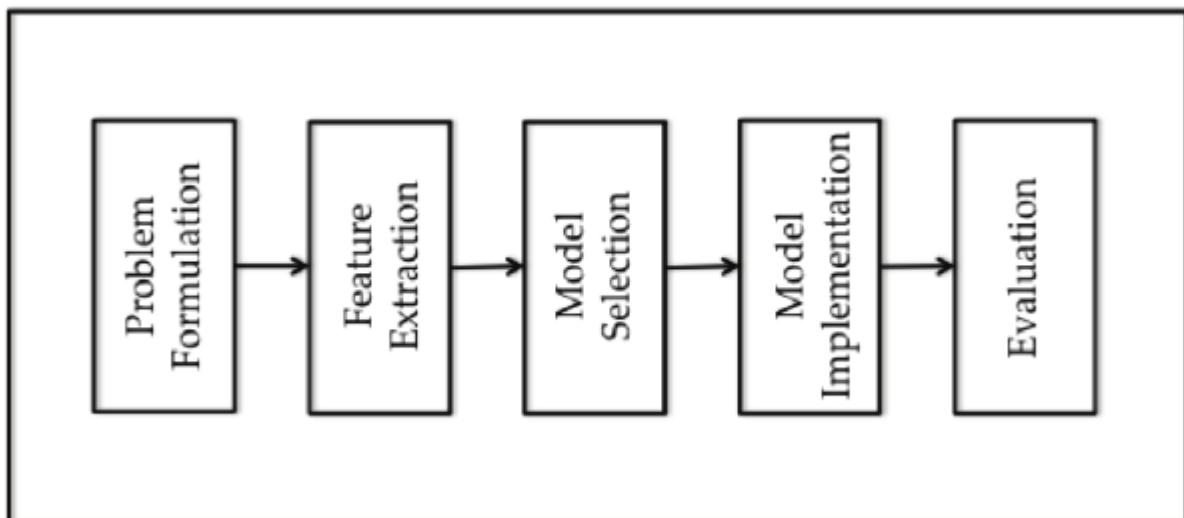 Problem
Formulation
Feature
Extraction
Model
Selection
Model
Implementation
Evaluation